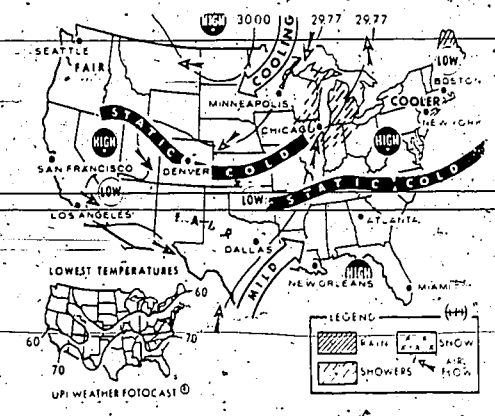 HIGH 30.00 29.77 29.77
SEATTLE
FAIR
COOLING
LOW
BOSTON
MINNEAPOLIS
COOLER
NEW YORK
STATIC
CHICAGO
HIGH
HIGH
SAN FRANCISCO
DENVER
COLD
STATIC COLD
LOW
LOW
LOS ANGELES
ATLANTA
DALLAS
LOWEST TEMPERATURES
MILD
NEW ORLEANS
HIGH
MIAMI
60
60
70
70
LEGEND
RAIN
SNOW
SHOWERS
AIR
FLOW
UPI WEATHER FOTOCAST